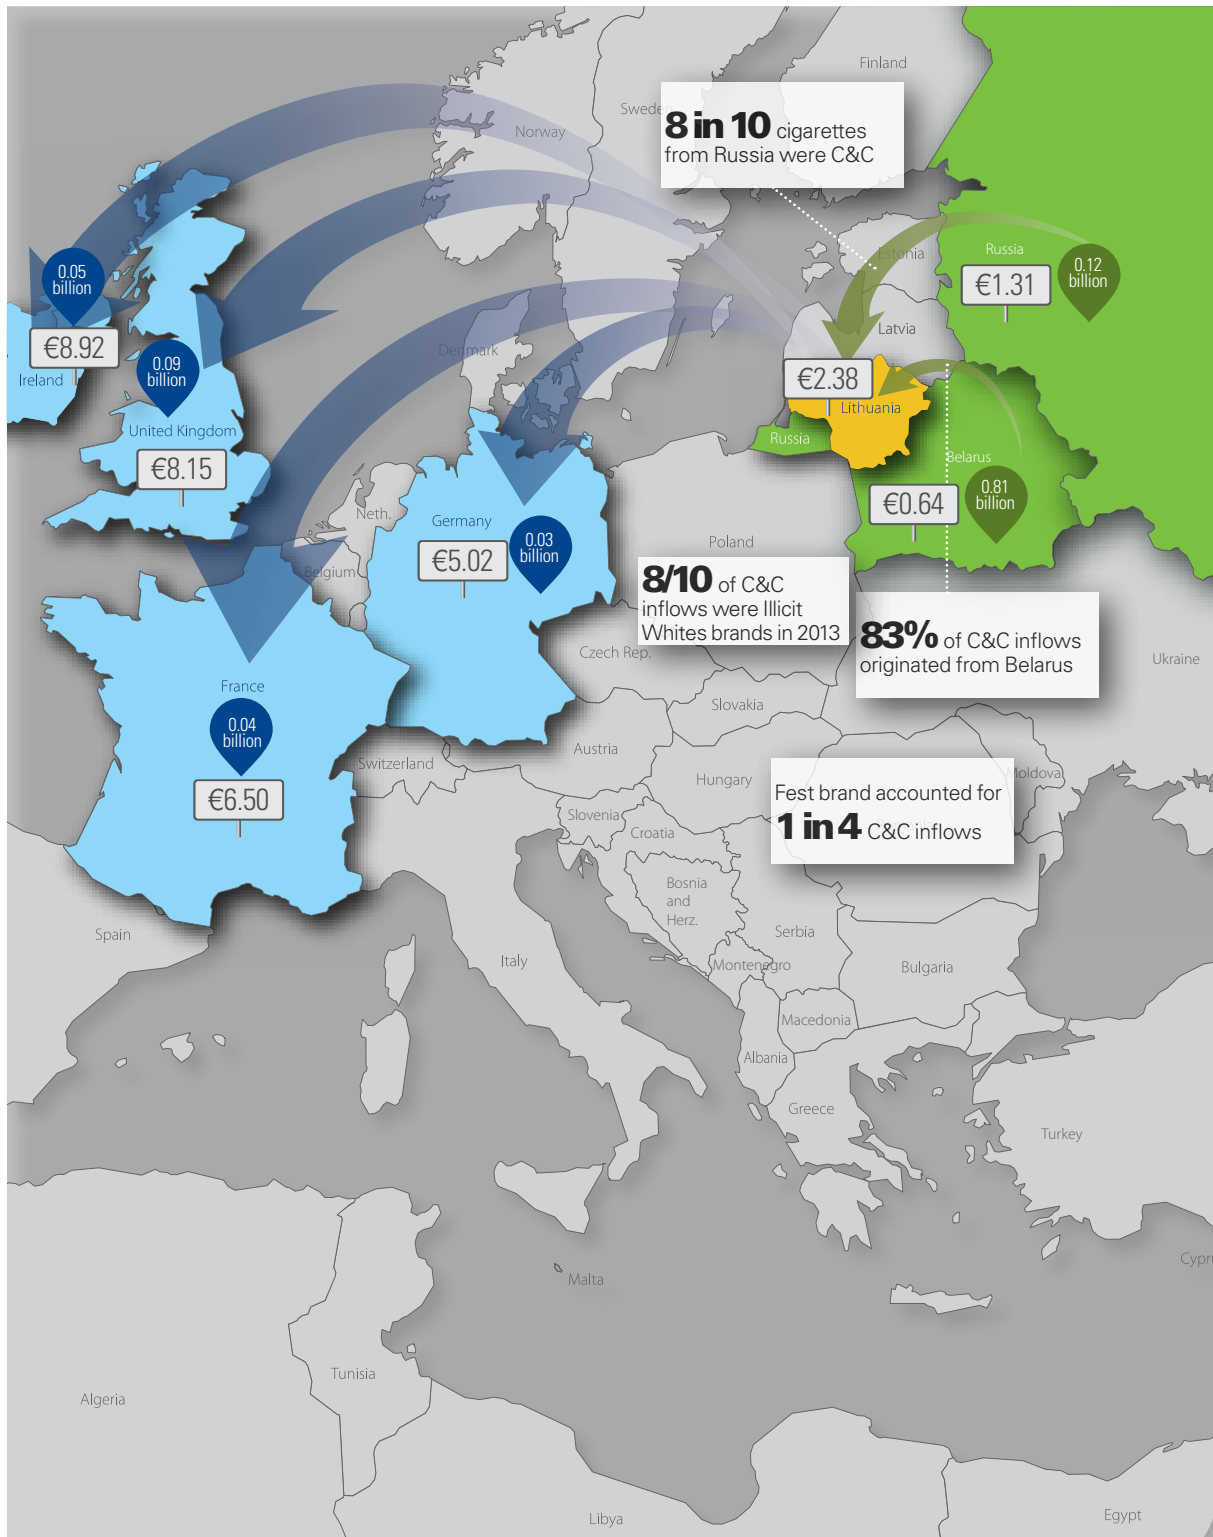 Finland
Sweden
Norway
8 in 10 cigarettes
from Russia were C&C
Estonia
Russia
0.12
billion
€1.31
0.05
billion
€8.92
Ireland
Latvia
Denmark
0.09
billion
€2.38
Lithuania
United Kingdom
Russia
Belarus
€8.15
0.81
billion
€0.64
Neth.
Germany
0.03
billion
€5.02
Poland
Belgium
8/10 of C&C
inflows were Illicit
Whites brands in 2013
83% of C&C inflows
originated from Belarus
Czech Rep.
Ukraine
France
Slovakia
0.04
billion
Austria
Switzerland
Hungary
Moldova
€6.50
Fest brand accounted for
1 in 4 C&C inflows
Slovenia
Croatia
Bosnia
and
Herz.
Spain
Serbia
Italy
Montenegro
Bulgaria
Macedonia
Albania
Greece
Turkey
Cypr
Malta
Tunisia
Algeria
Libya
Egypt